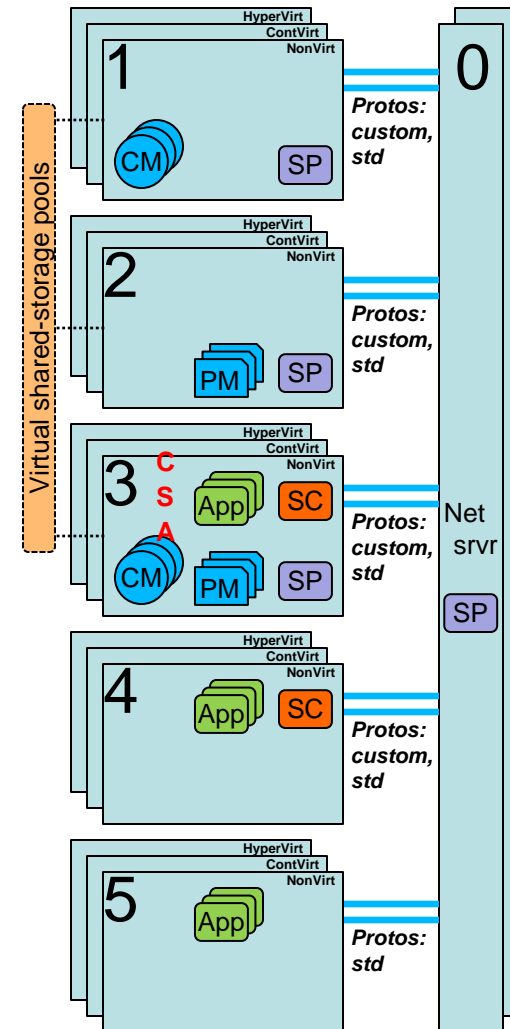 HyperVirt
ContVirt
NonVirt
1
0
Protos:
custom,
std
CM
SP
Virtual shared-storage pools
HyperVirt
ContVirt
NonVirt
2
Protos:
custom,
std
PM
SP
HyperVirt
ContVirt
NonVirt
3
C
S
A
App
SC
Protos:
custom,
std
Net
srvr
CM
PM
SP
SP
HyperVirt
ContVirt
NonVirt
4
App
SC
Protos:
custom,
std
HyperVirt
ContVirt
NonVirt
5
App
Protos:
std